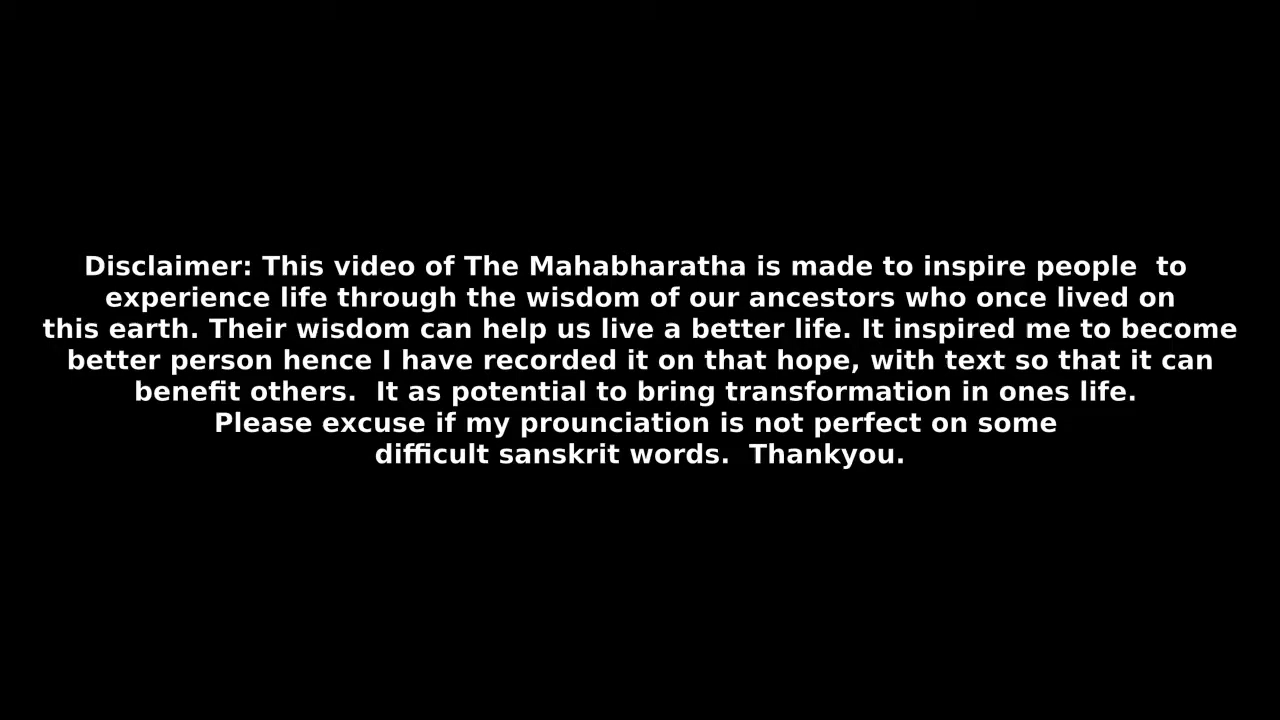 Disclaimer: This video of The Mahabharatha is made to inspire people  to
experience life through the wisdom of our ancestors who once lived on
this earth. Their wisdom can help us live a better life. It inspired me to become
better person hence I have recorded it on that hope, with text so that it can
benefit others.  It as potential to bring transformation in ones life.
Please excuse if my prounciation is not perfect on some
difficult sanskrit words.  Thankyou.